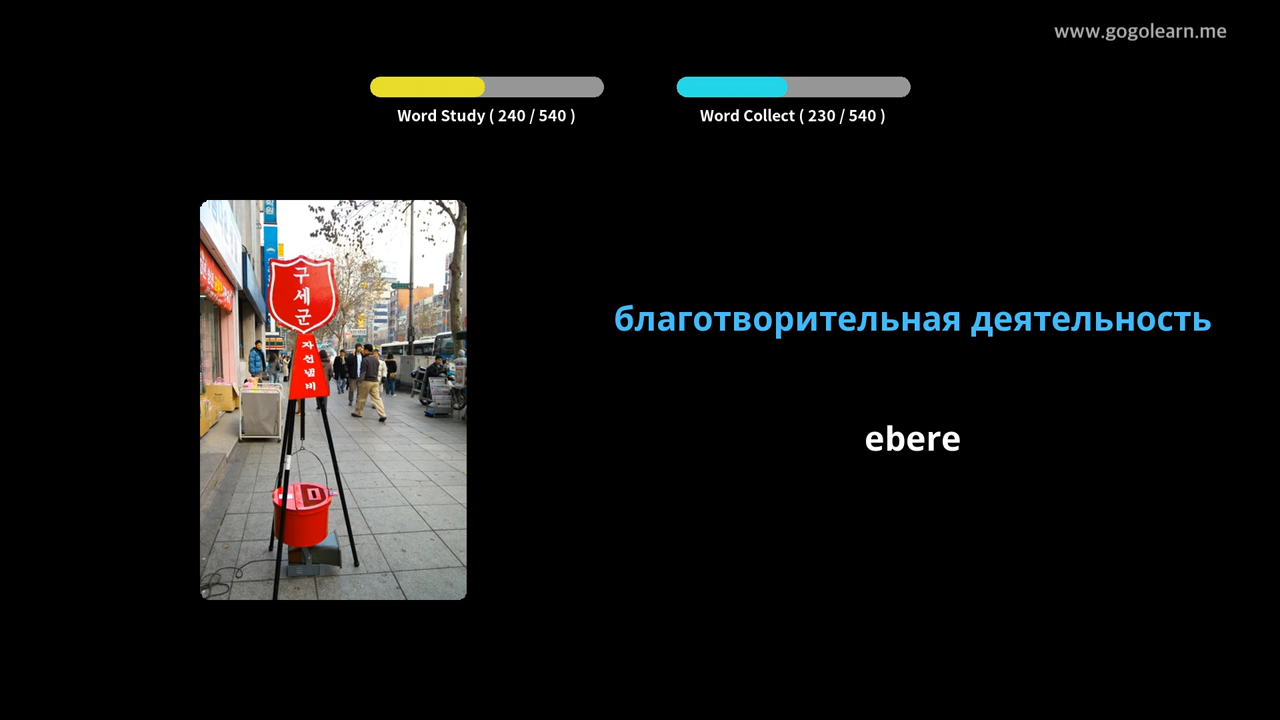 www.gogolearn.me
Word Study ( 240 / 540 )
Word Collect ( 230 / 540 )
구세군
자선냄비
благотворительная деятельность
ebere